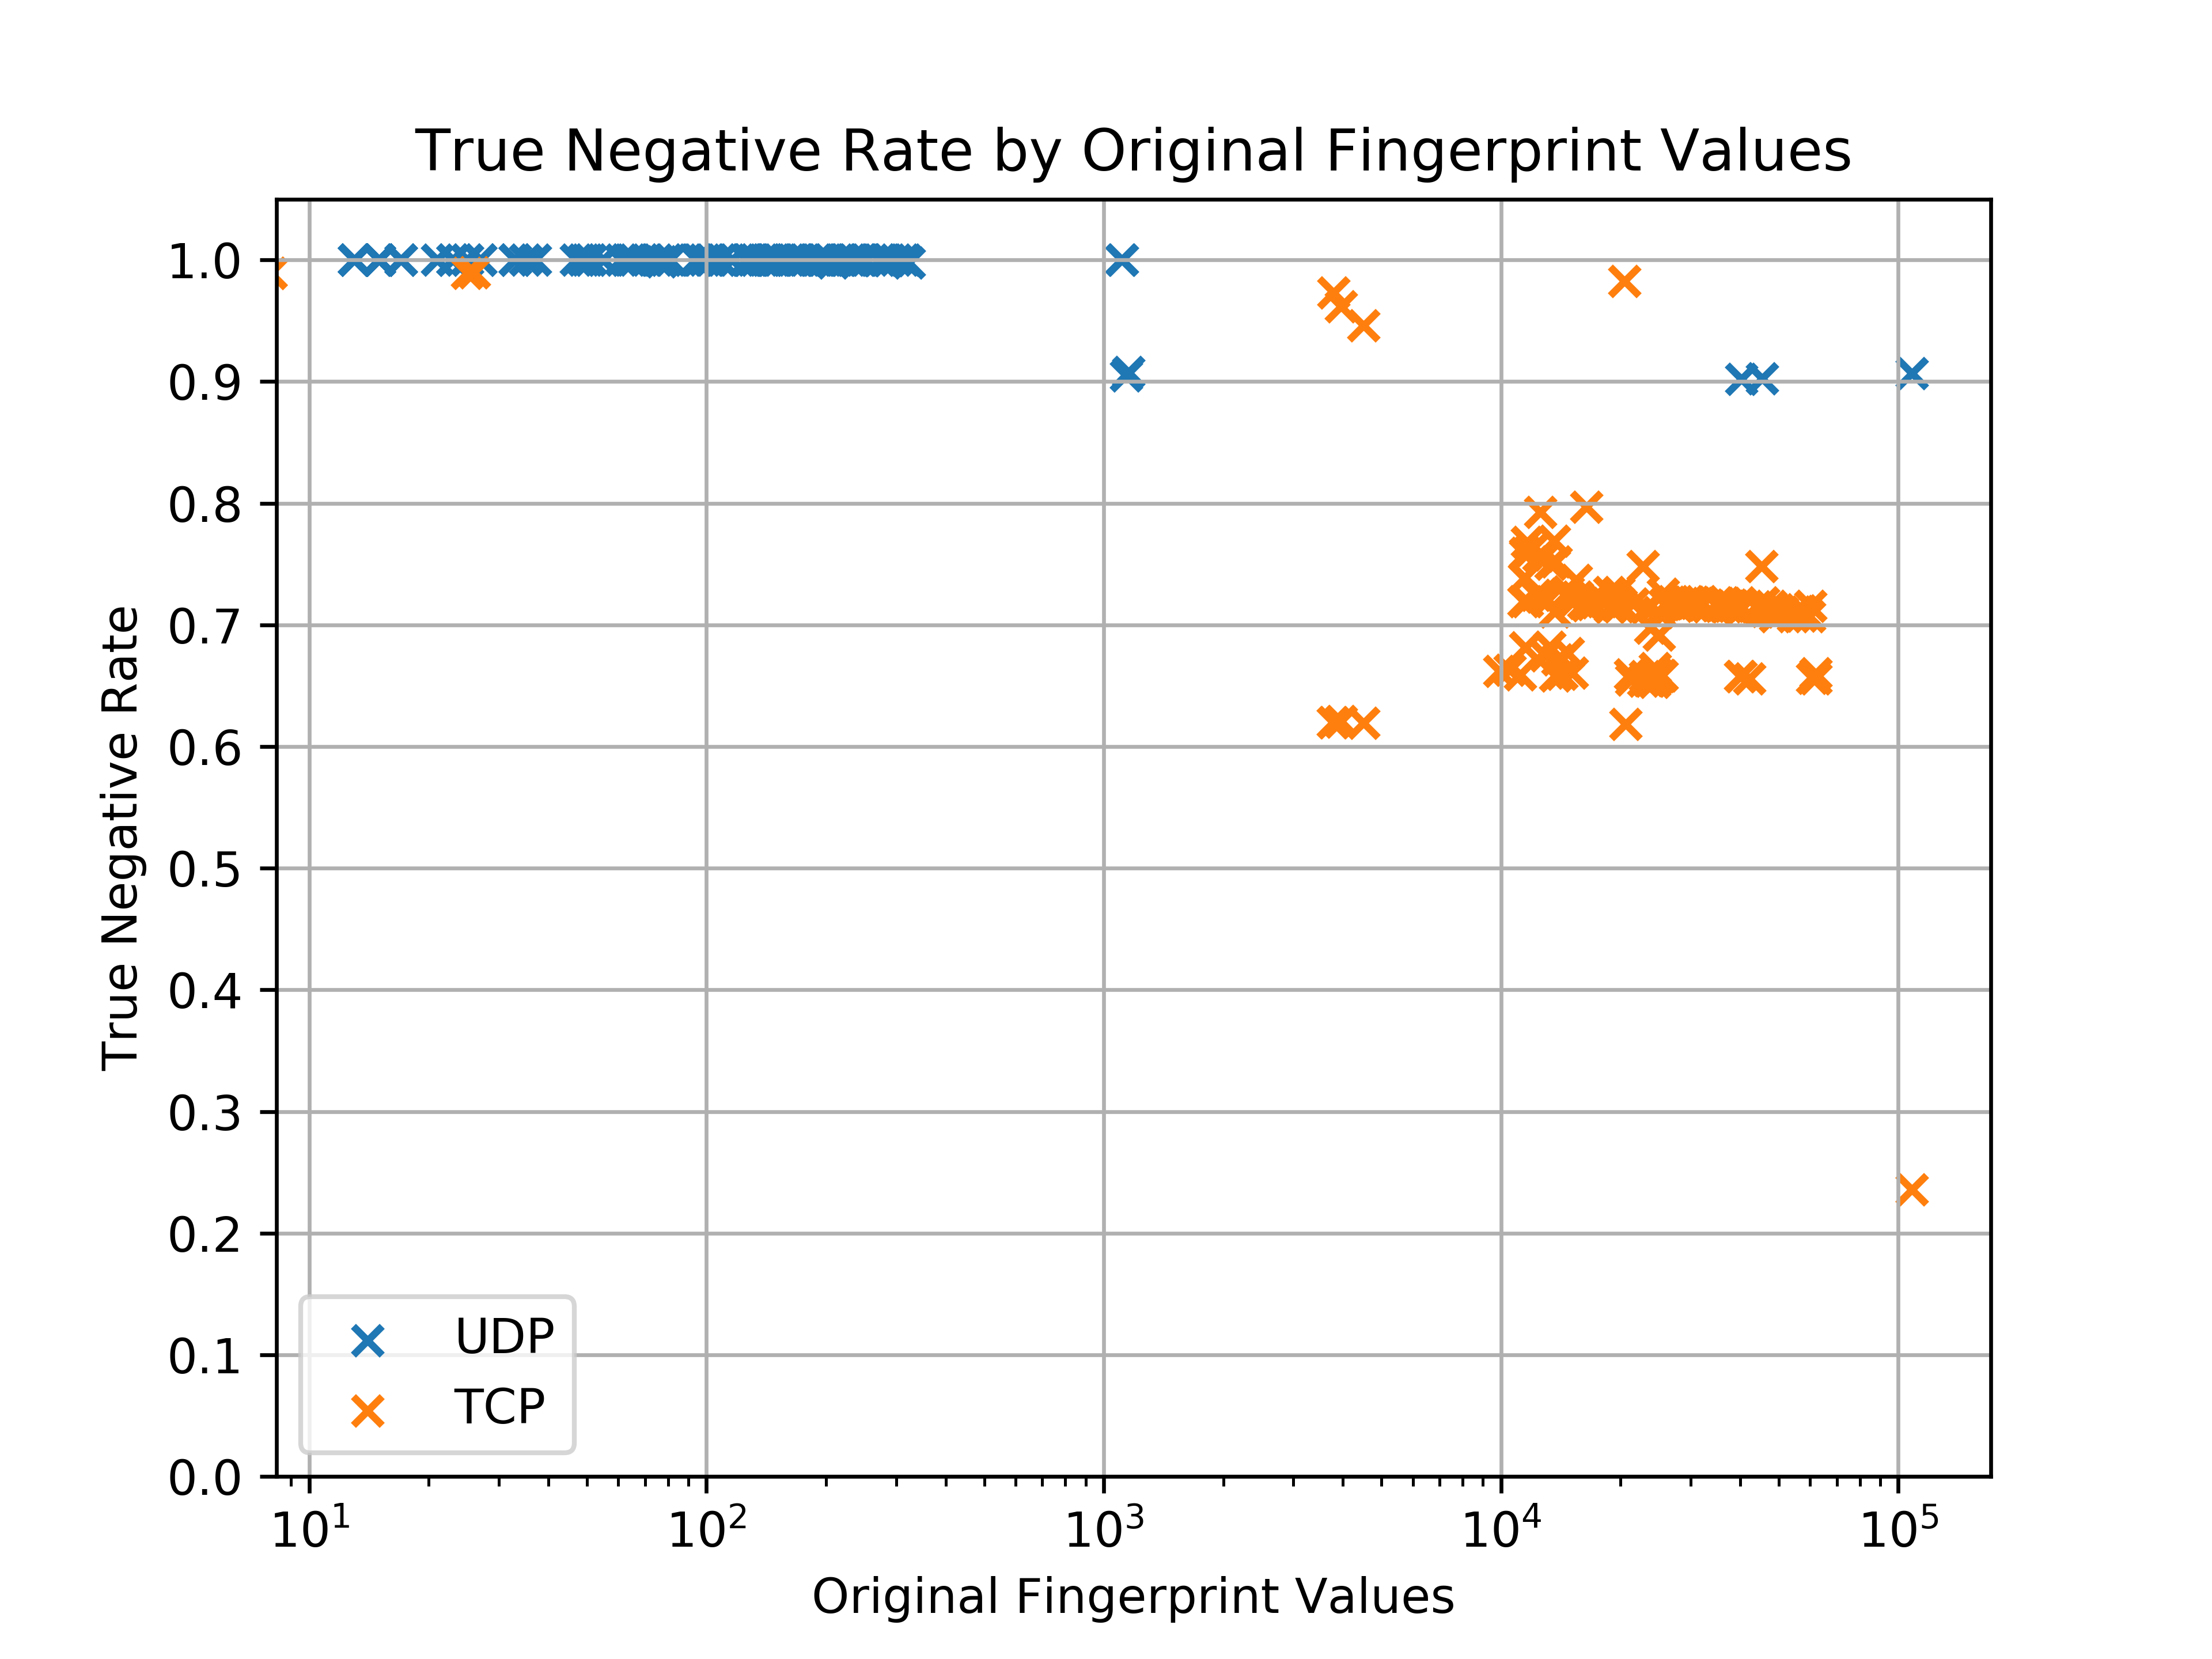 True Negative Rate by Original Fingerprint Values
True Negative Rate
1.0
0.9
0.8
0.7
0.6
0.5
0.4
0.3
0.2
0.1
0.0
UDP
TCP
10¹ 10² 10³ 10⁴ 10⁵
Original Fingerprint Values